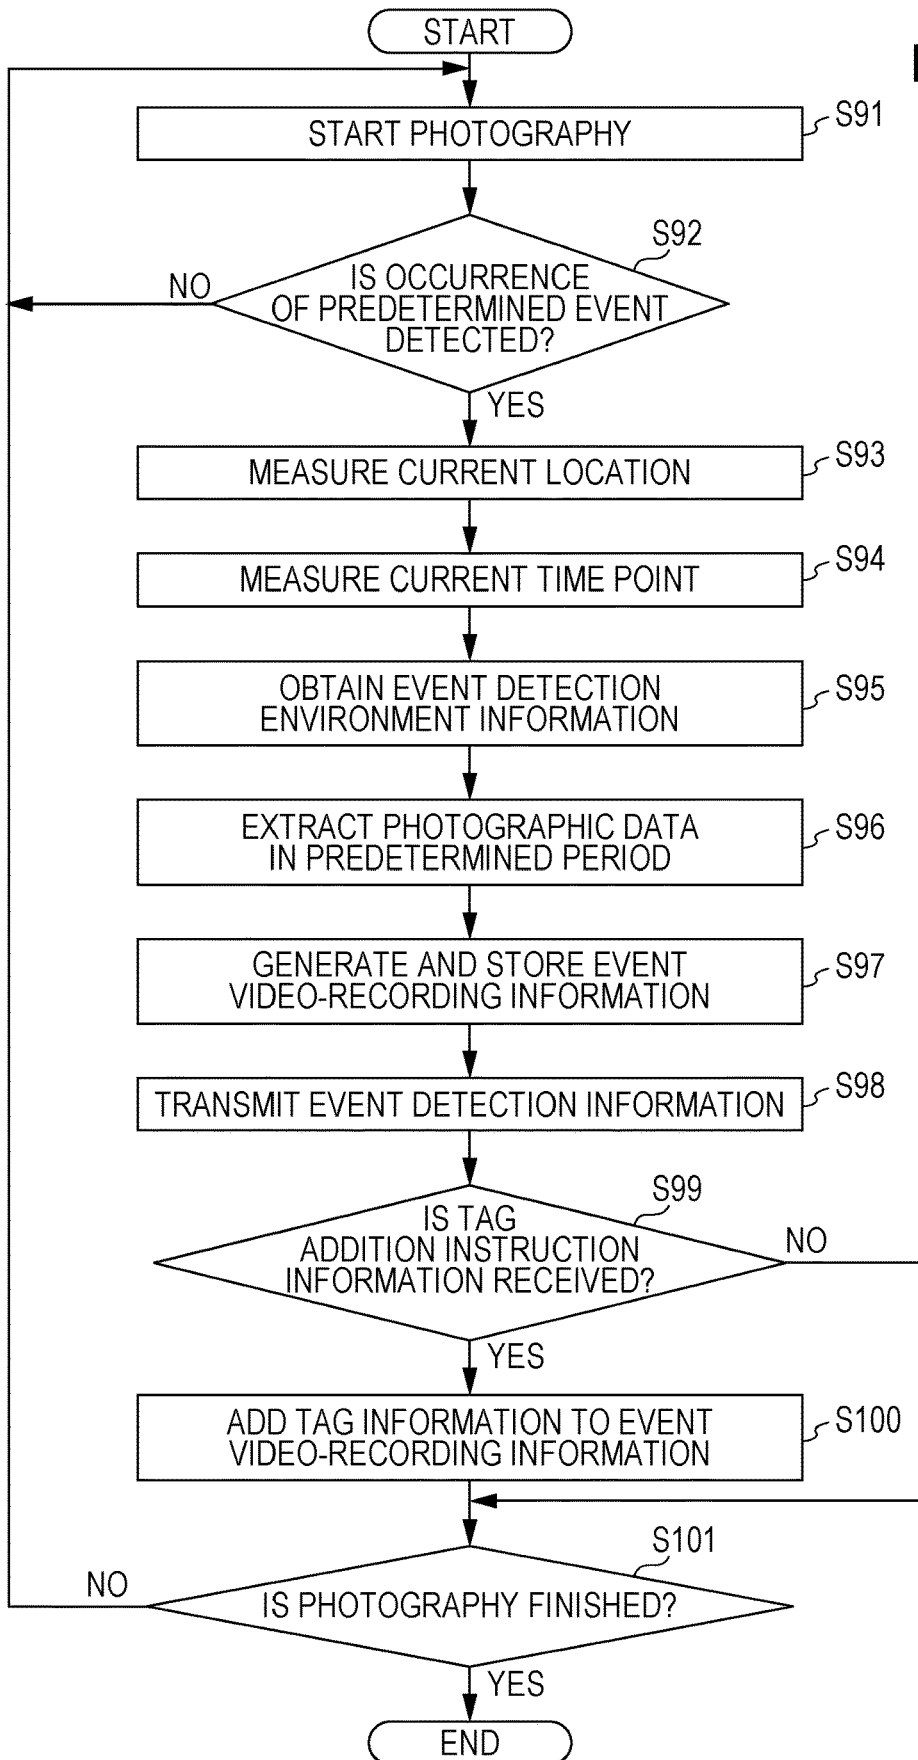 START
START PHOTOGRAPHY
S91
S92
IS OCCURRENCE
OF PREDETERMINED EVENT
DETECTED?
NO
YES
MEASURE CURRENT LOCATION
S93
MEASURE CURRENT TIME POINT
S94
OBTAIN EVENT DETECTION
ENVIRONMENT INFORMATION
S95
EXTRACT PHOTOGRAPHIC DATA
IN PREDETERMINED PERIOD
S96
GENERATE AND STORE EVENT
VIDEO-RECORDING INFORMATION
S97
TRANSMIT EVENT DETECTION INFORMATION
S98
S99
IS TAG
ADDITION INSTRUCTION
INFORMATION RECEIVED?
NO
YES
ADD TAG INFORMATION TO EVENT
VIDEO-RECORDING INFORMATION
S100
S101
IS PHOTOGRAPHY FINISHED?
NO
YES
END